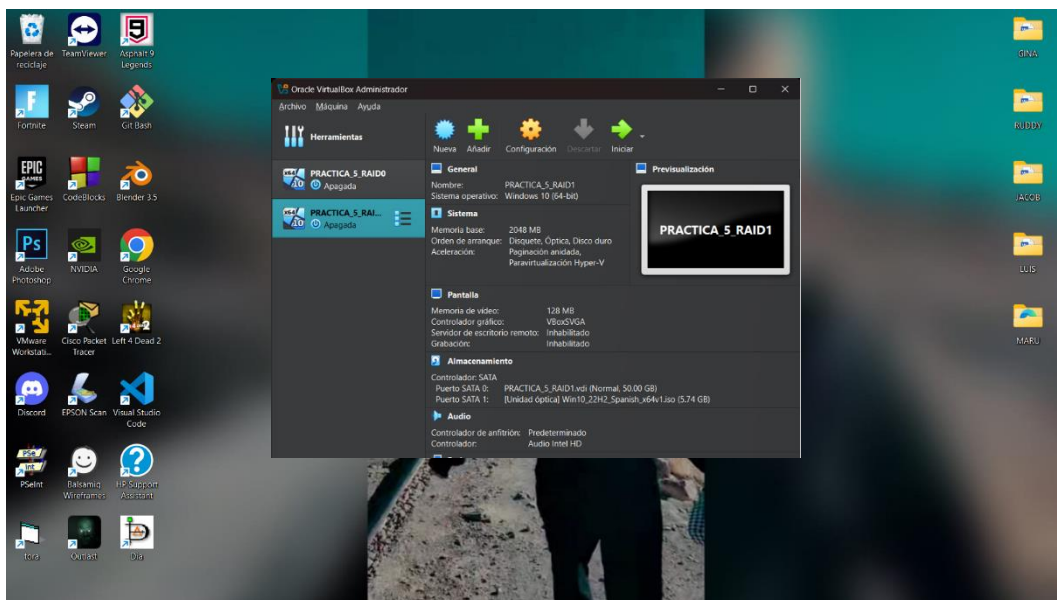 Papelera de
reciclaje
TeamViewer
Asphalt 9
Legends
Fortnite
Steam
Git Bash
EPIC
GAMES
Epic Games
Launcher
CodeBlocks
Blender 3.5
Ps
Adobe
Photoshop
NVIDIA
Google
Chrome
VMware
Workstati...
Cisco Packet
Tracer
Left 4 Dead 2
Discord
EPSON Scan
Visual Studio
Code
PSeInt
Balsamiq
Wireframes
HP Support
Assistant
tora
Outlast
Dia
Oracle VirtualBox Administrador
Archivo Máquina Ayuda
Herramientas
Nueva Añadir Configuración Descartar Iniciar
PRACTICA_5_RAID0
Apagada
PRACTICA_5_RAI...
Apagada
General
Nombre: PRACTICA_5_RAID1
Sistema operativo: Windows 10 (64-bit)
Sistema
Memoria base: 2048 MB
Orden de arranque: Disquete, Óptica, Disco duro
Aceleración: Paginación anidada,
Paravirtualización Hyper-V
Previsualización
PRACTICA_5_RAID1
Pantalla
Memoria de vídeo: 128 MB
Controlador gráfico: VBoxSVGA
Servidor de escritorio remoto: Inhabilitado
Grabación: Inhabilitado
Almacenamiento
Controlador: SATA
Puerto SATA 0: PRACTICA_5_RAID1.vdi (Normal, 50.00 GB)
Puerto SATA 1: [Unidad óptica] Win10_22H2_Spanish_x64v1.iso (5.74 GB)
Audio
Controlador de anfitrión: Predeterminado
Controlador: Audio Intel HD
GINA
RUDDY
JACOB
LUIS
MARU